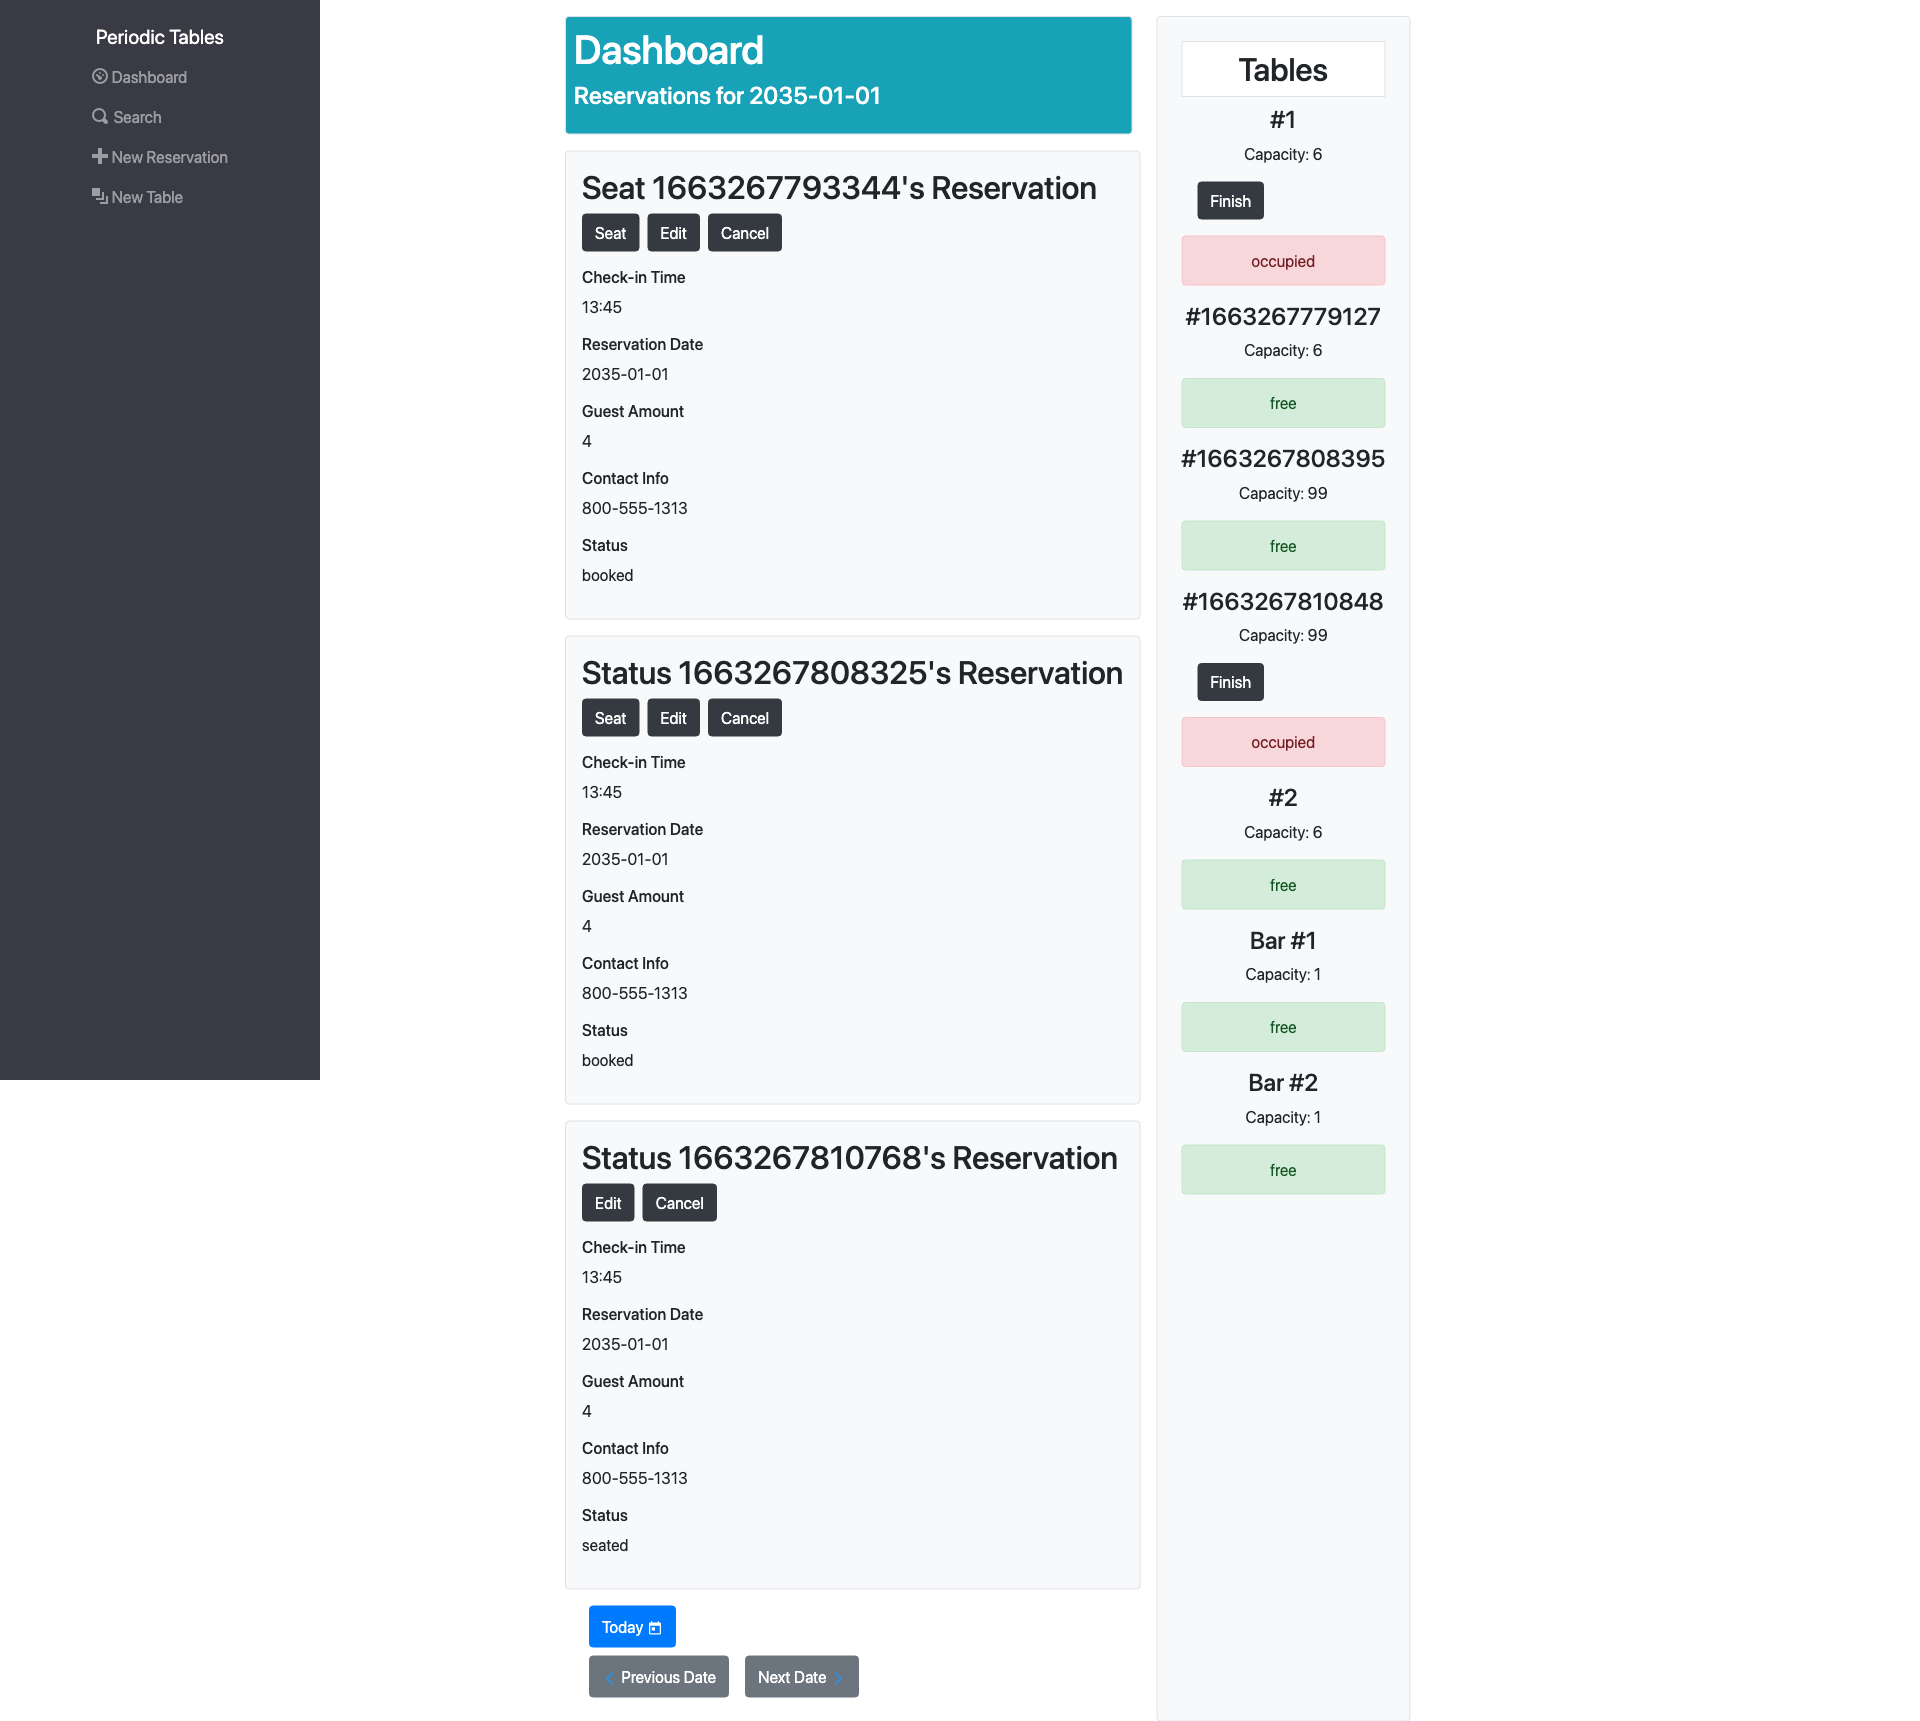 Periodic Tables
Dashboard
Search
New Reservation
New Table
Dashboard
Reservations for 2035-01-01
Seat 1663267793344's Reservation
Seat Edit Cancel
Check-in Time
13:45
Reservation Date
2035-01-01
Guest Amount
4
Contact Info
800-555-1313
Status
booked
Status 1663267808325's Reservation
Seat Edit Cancel
Check-in Time
13:45
Reservation Date
2035-01-01
Guest Amount
4
Contact Info
800-555-1313
Status
booked
Status 1663267810768's Reservation
Edit Cancel
Check-in Time
13:45
Reservation Date
2035-01-01
Guest Amount
4
Contact Info
800-555-1313
Status
seated
Today
Previous Date Next Date
Tables
#1
Capacity: 6
Finish
occupied
#1663267779127
Capacity: 6
free
#1663267808395
Capacity: 99
free
#1663267810848
Capacity: 99
Finish
occupied
#2
Capacity: 6
free
Bar #1
Capacity: 1
free
Bar #2
Capacity: 1
free